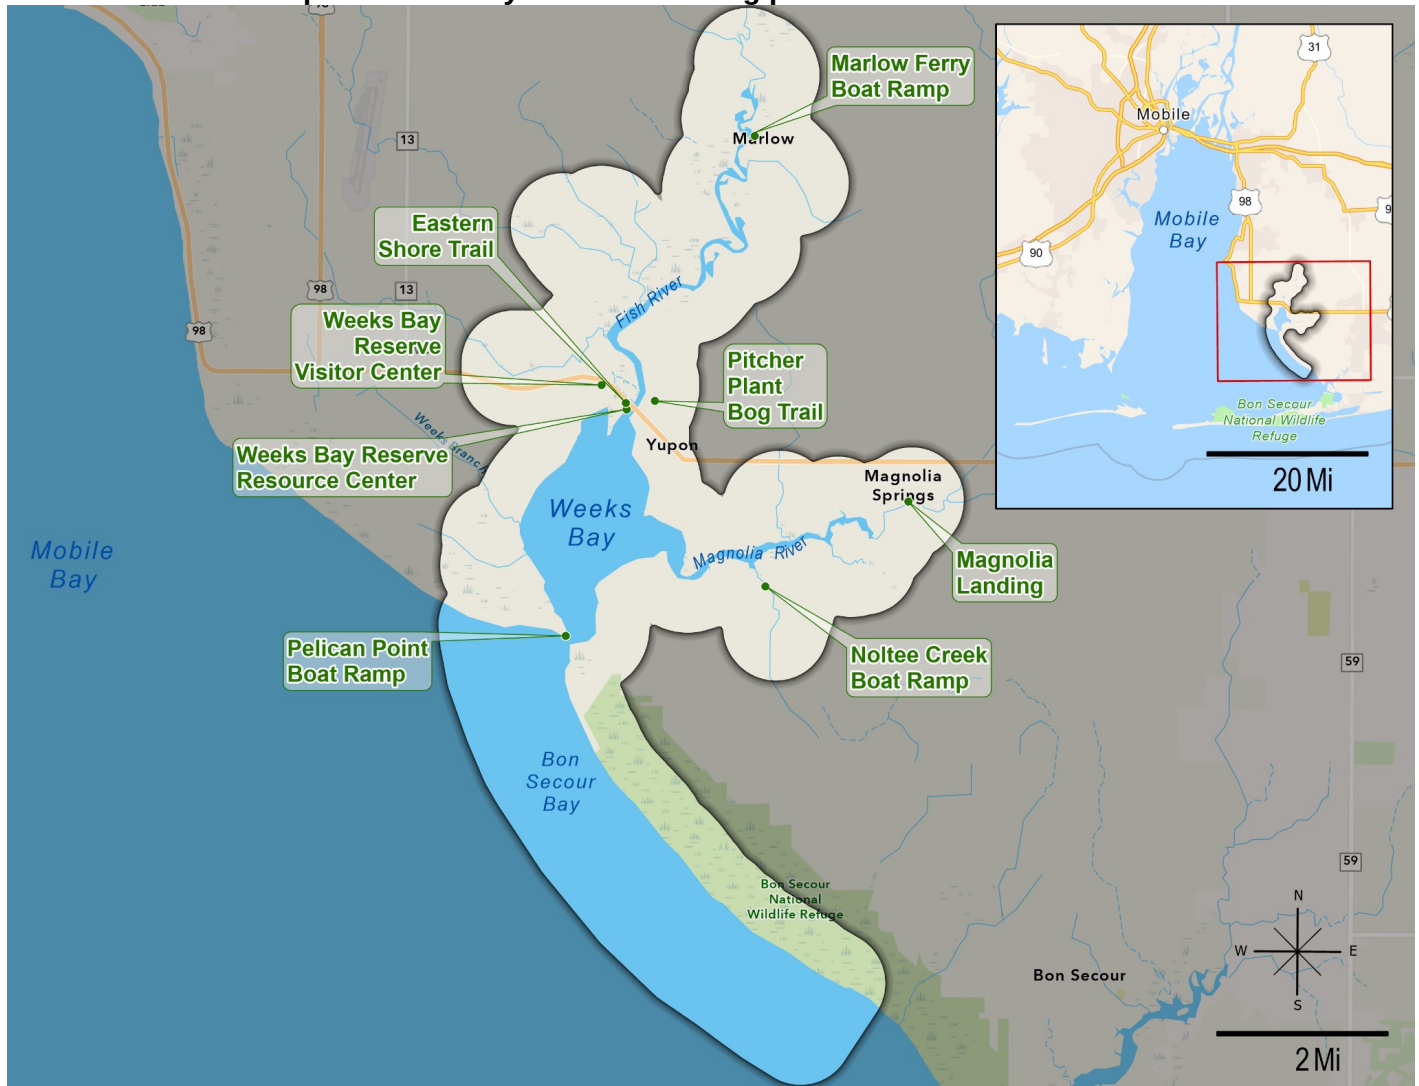 Marlow Ferry
Boat Ramp
Marlow
13
Eastern
Shore Trail
Fish River
98
13
98
Weeks Bay
Reserve
Visitor Center
Pitcher
Plant
Bog Trail
Weeks Branch
Yupon
Weeks Bay Reserve
Resource Center
Magnolia
Springs
Weeks
Bay
Magnolia River
Mobile
Bay
Magnolia
Landing
Pelican Point
Boat Ramp
Noltee Creek
Boat Ramp
59
Bon
Secour
Bay
59
Bon Secour
National
Wildlife Refuge
Bon Secour
N
W
E
S
2 Mi
31
Mobile
98
9
Mobile
Bay
90
Bon Secour
National Wildlife
Refuge
20 Mi